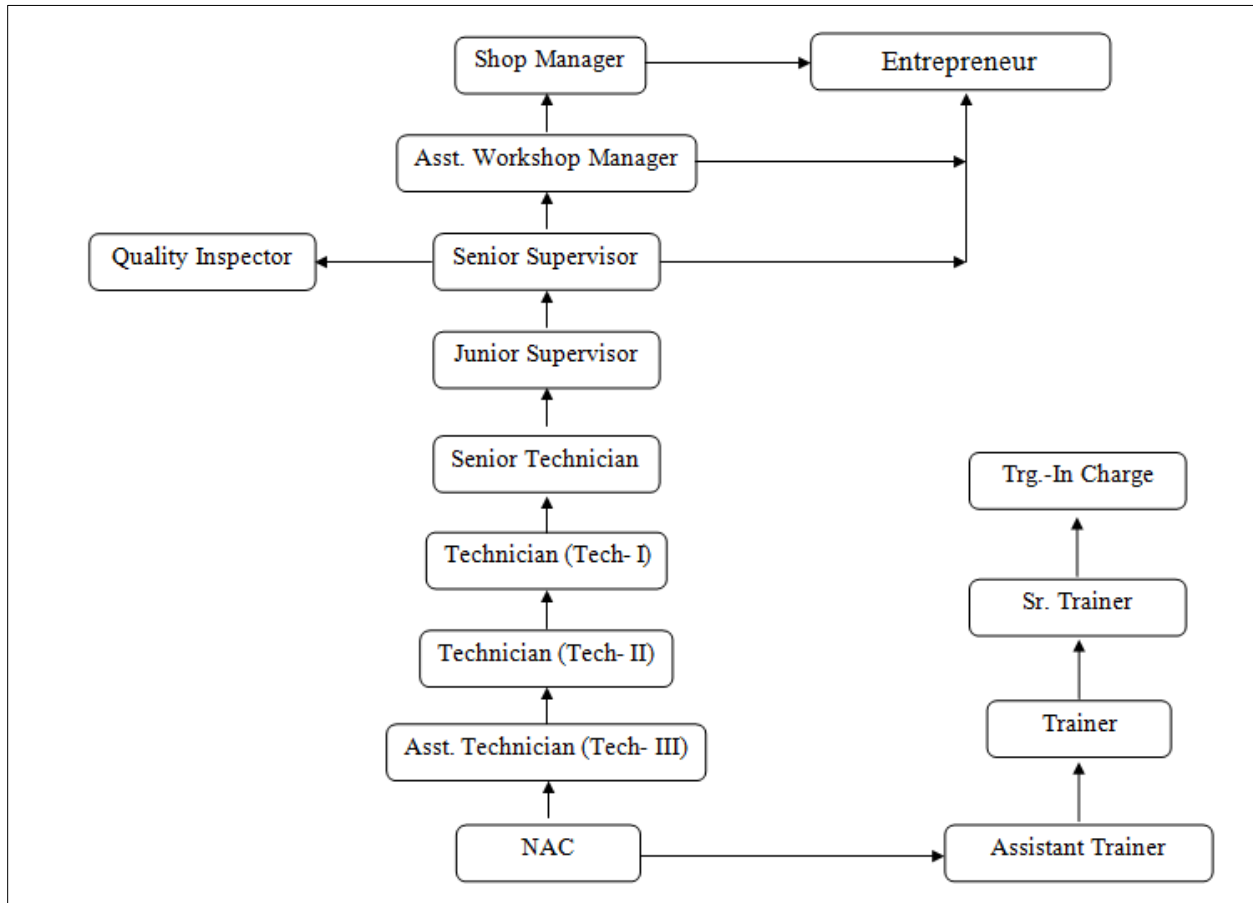 Shop Manager
Entrepreneur
Asst. Workshop Manager
Quality Inspector
Senior Supervisor
Junior Supervisor
Senior Technician
Trg.-In Charge
Technician (Tech- I)
Sr. Trainer
Technician (Tech- II)
Trainer
Asst. Technician (Tech- III)
NAC
Assistant Trainer